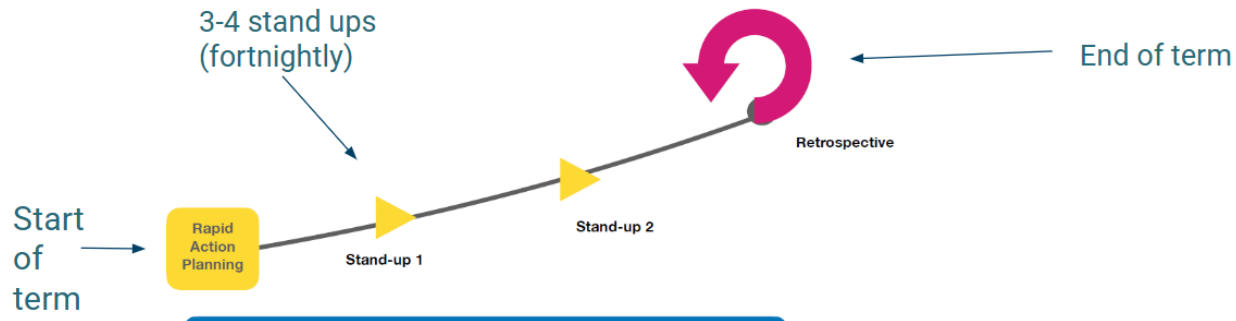 3-4 stand ups
(fortnightly)
End of term
Retrospective
Start
of
term
Rapid
Action
Planning
Stand-up 1
Stand-up 2